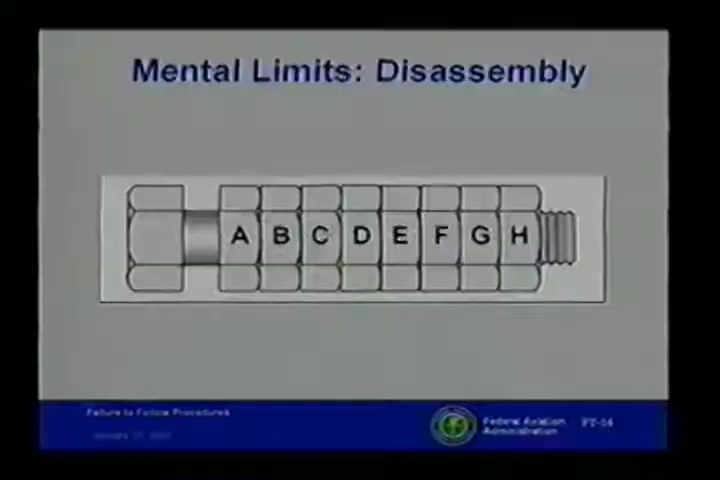 Mental Limits: Disassembly
A B C D E F G H
Failure to Follow Procedures
Federal Aviation
Administration